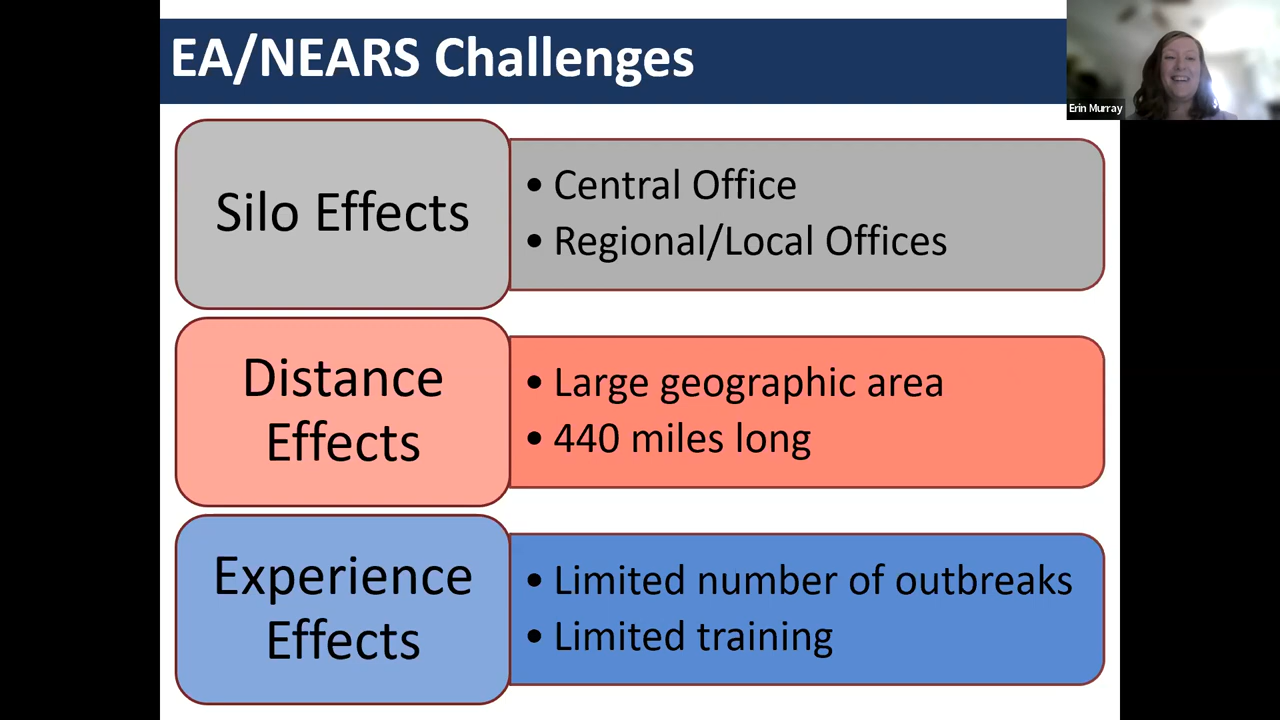 EA/NEARS Challenges
Erin Murray
Silo Effects
• Central Office
• Regional/Local Offices
Distance
Effects
• Large geographic area
• 440 miles long
Experience
Effects
• Limited number of outbreaks
• Limited training